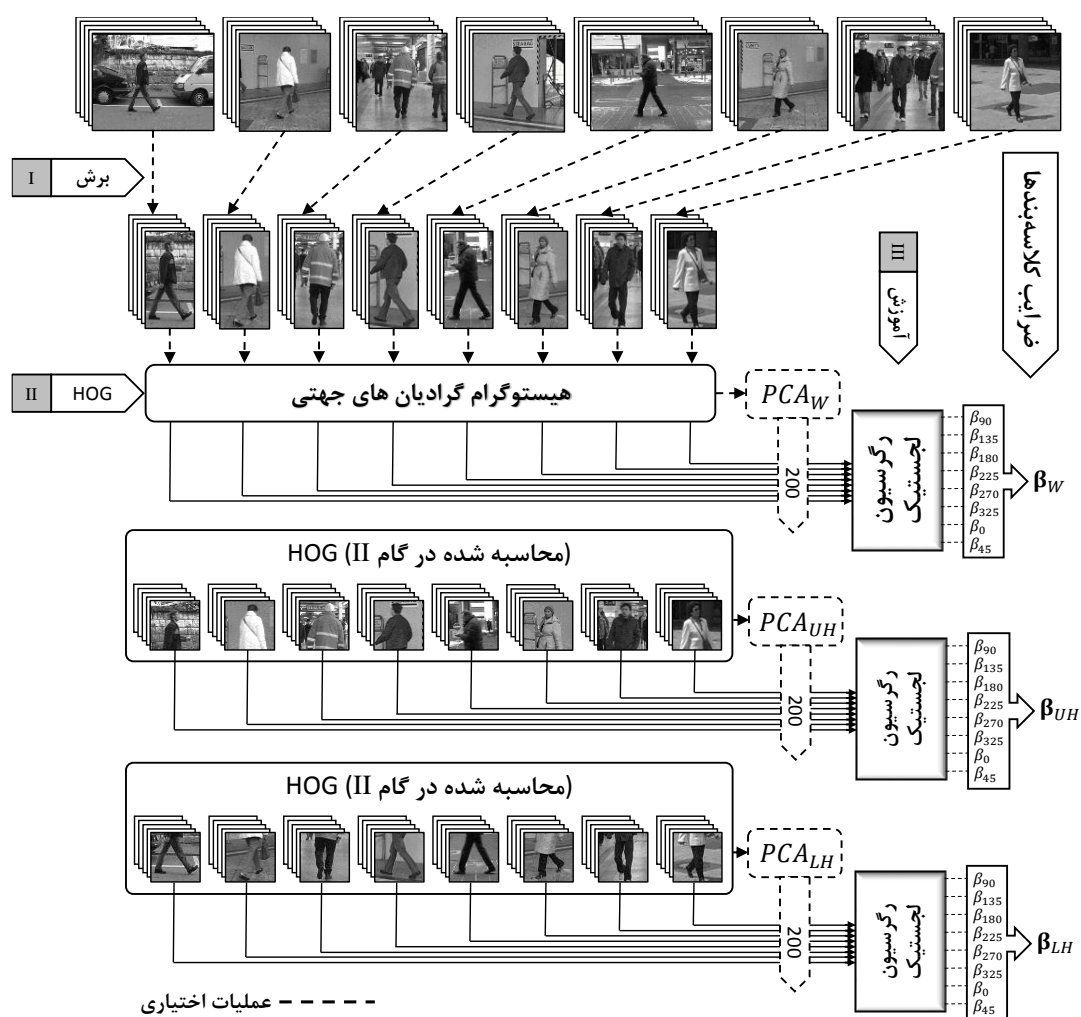 I
برش
ضرایب کلاسه‌بندها
III
آموزش
II
HOG
هیستوگرام گرادیان های جهتی
PCA_W
200
رگرسیون
لجستیک
β₉₀
β₁₃₅
β₁₈₀
β₂₂₅
β₂₇₀
β₃₂₅
β₀
β₄₅
β_W
HOG (محاسبه شده در گام II)
PCA_UH
200
رگرسیون
لجستیک
β₉₀
β₁₃₅
β₁₈₀
β₂₂₅
β₂₇₀
β₃₂₅
β₀
β₄₅
β_UH
HOG (محاسبه شده در گام II)
PCA_LH
200
رگرسیون
لجستیک
β₉₀
β₁₃₅
β₁₈₀
β₂₂₅
β₂₇₀
β₃₂₅
β₀
β₄₅
β_LH
عملیات اختیاری